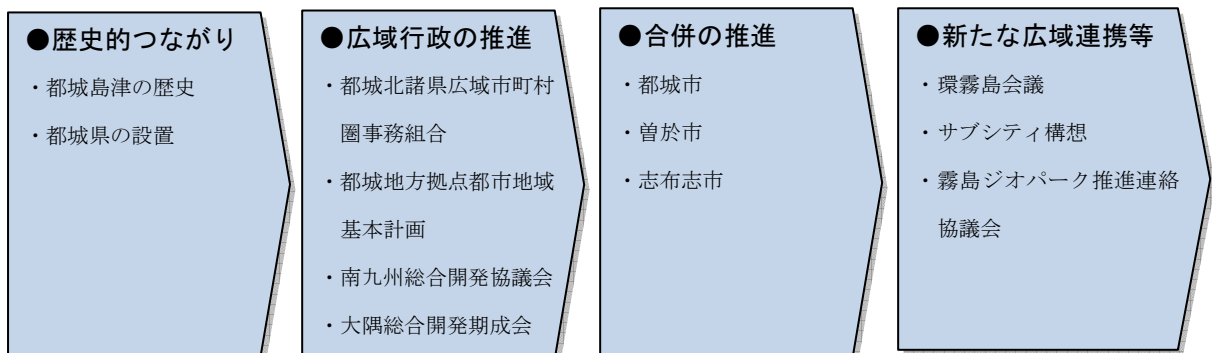 ●歴史的つながり
・都城島津の歴史
・都城県の設置
●広域行政の推進
・都城北諸県広域市町村
圏事務組合
・都城地方拠点都市地域
基本計画
・南九州総合開発協議会
・大隅総合開発期成会
●合併の推進
・都城市
・曽於市
・志布志市
●新たな広域連携等
・環霧島会議
・サブシティ構想
・霧島ジオパーク推進連絡
協議会